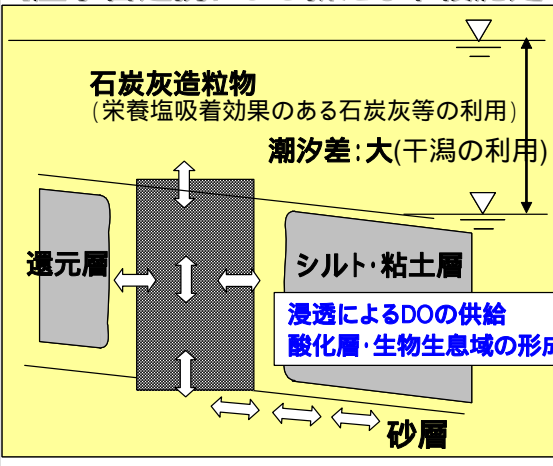 石炭灰造粒物
(栄養塩吸着効果のある石炭灰等の利用)
潮汐差:大(干潟の利用)
還元層
シルト・粘土層
浸透によるDOの供給
酸化層・生物生息域の形成
砂層